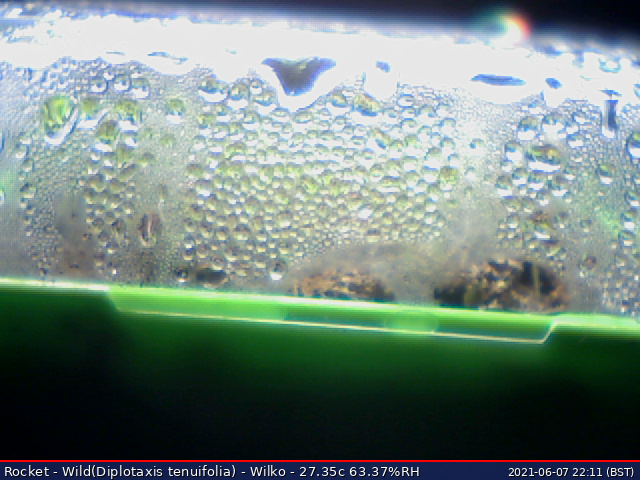 Rocket - Wild(Diplotaxis tenuifolia) - Wilko - 27.35c 63.37%RH 2021-06-07 22:11 (BST)